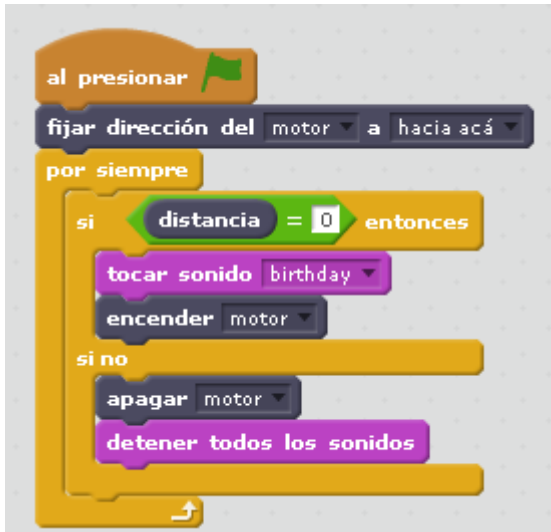 al presionar
fijar dirección del motor a hacia acá
por siempre
si distancia = 0 entonces
tocar sonido birthday
encender motor
si no
apagar motor
detener todos los sonidos